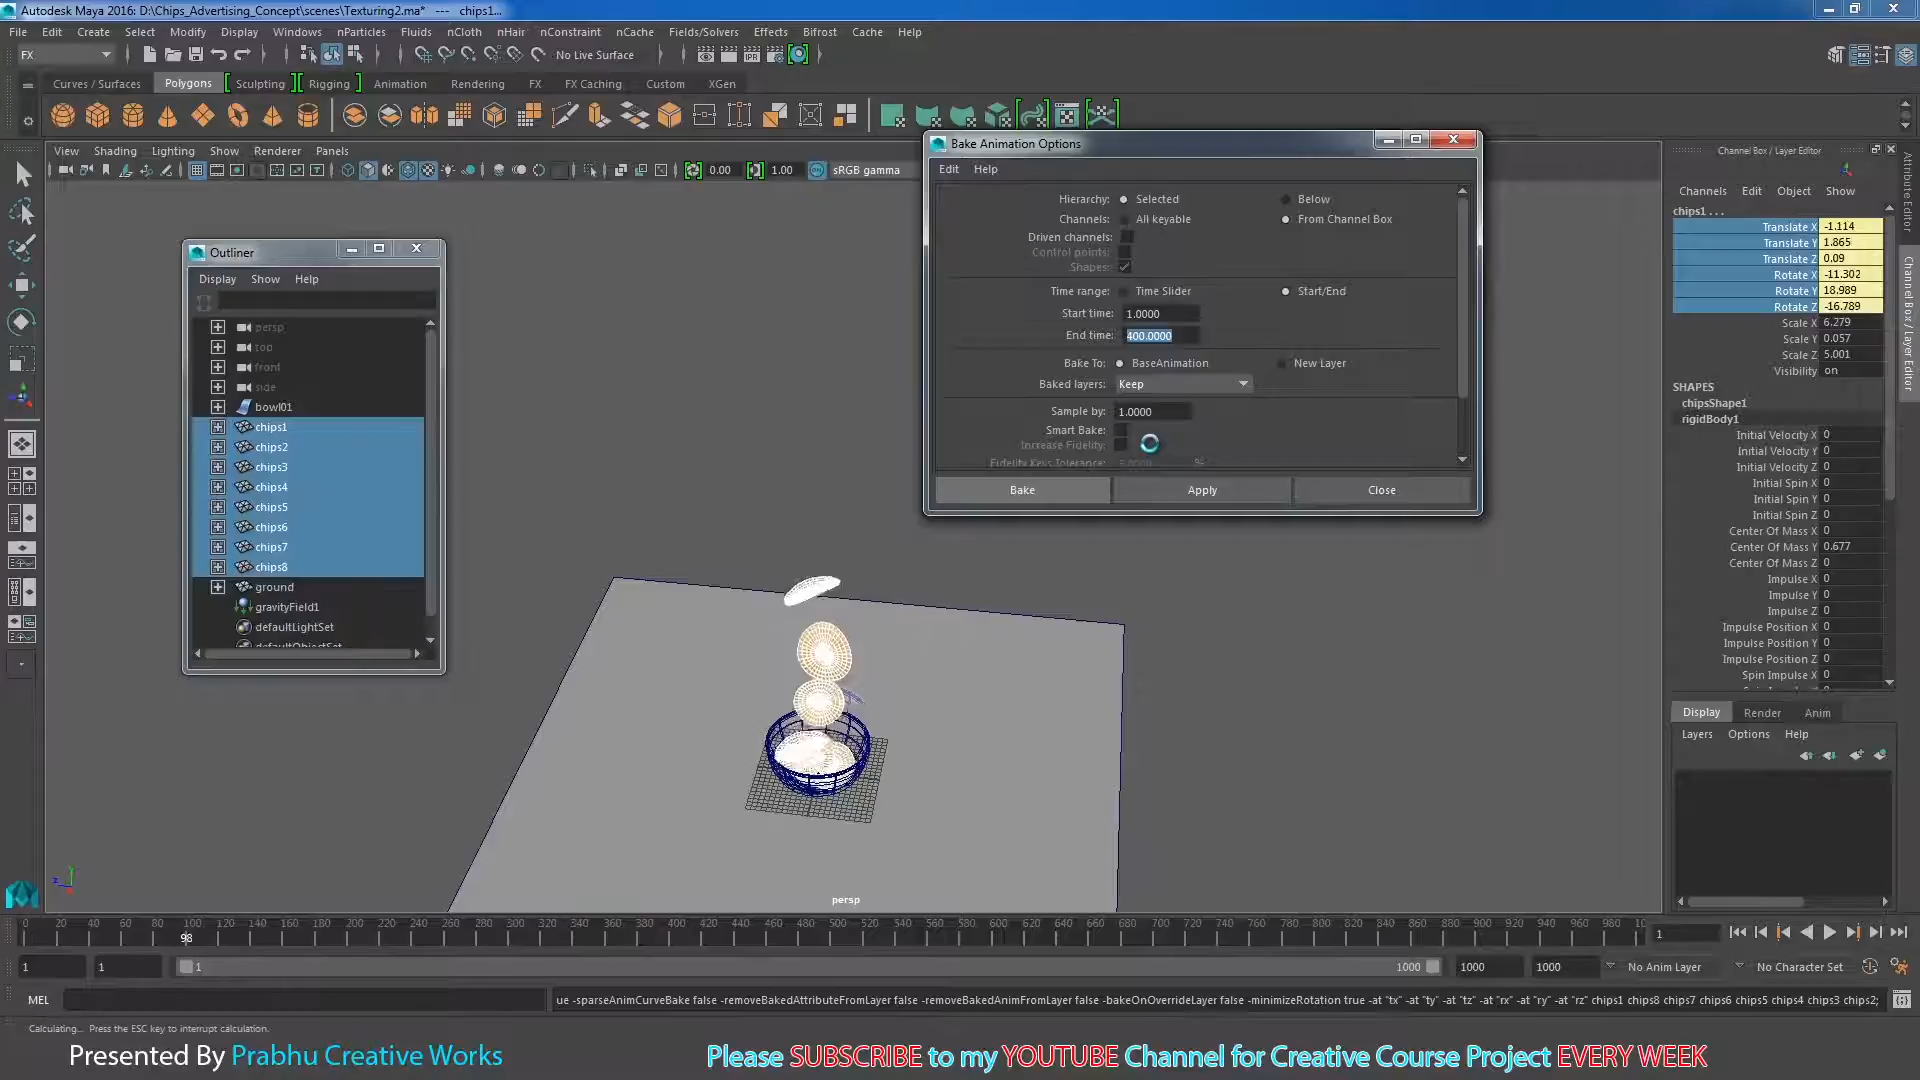 Autodesk Maya 2016: D:\Chips_Advertising_Concept\scenes\Texturing2.ma* --- chips1...
File Edit Create Select Modify Display Windows nParticles Fluids nCloth nHair nConstraint nCache Fields/Solvers Effects Bifrost Cache Help
FX No Live Surface
Curves / Surfaces Polygons Sculpting Rigging Animation Rendering FX FX Caching Custom XGen
View Shading Lighting Show Renderer Panels
0.00 1.00 sRGB gamma
Outliner
Display Show Help
persp
top
front
side
bowl01
chips1
chips2
chips3
chips4
chips5
chips6
chips7
chips8
ground
gravityField1
defaultLightSet
defaultObjectSet
Bake Animation Options
Edit Help
Hierarchy: Selected Below
Channels: All keyable From Channel Box
Driven channels:
Control points:
Shapes:
Time range: Time Slider Start/End
Start time: 1.0000
End time: 400.0000
Bake To: BaseAnimation New Layer
Baked layers: Keep
Sample by: 1.0000
Smart Bake:
Increase Fidelity:
Fidelity Keys Tolerance: 5.0000 %
Bake Apply Close
persp
Channel Box / Layer Editor
Channels Edit Object Show
chips1 . . .
Translate X -1.114
Translate Y 1.865
Translate Z 0.09
Rotate X -11.302
Rotate Y 18.989
Rotate Z -16.789
Scale X 6.279
Scale Y 0.057
Scale Z 5.001
Visibility on
SHAPES
chipsShape1
rigidBody1
Initial Velocity X 0
Initial Velocity Y 0
Initial Velocity Z 0
Initial Spin X 0
Initial Spin Y 0
Initial Spin Z 0
Center Of Mass X 0
Center Of Mass Y 0.677
Center Of Mass Z 0
Impulse X 0
Impulse Y 0
Impulse Z 0
Impulse Position X 0
Impulse Position Y 0
Impulse Position Z 0
Spin Impulse X 0
Display Render Anim
Layers Options Help
Attribute Editor
Channel Box / Layer Editor
0 20 40 60 80 100 120 140 160 180 200 220 240 260 280 300 320 340 360 380 400 420 440 460 480 500 520 540 560 580 600 620 640 660 680 700 720 740 760 780 800 820 840 860 880 900 920 940 960 980 10
98
1
1 1 1 1000 1000 1000 No Anim Layer No Character Set
MEL ue -sparseAnimCurveBake false -removeBakedAttributeFromLayer false -removeBakedAnimFromLayer false -bakeOnOverrideLayer false -minimizeRotation true -at "tx" -at "ty" -at "tz" -at "rx" -at "ry" -at "rz" chips1 chips8 chips7 chips6 chips5 chips4 chips3 chips2;
Calculating... Press the ESC key to interrupt calculation.
Presented By Prabhu Creative Works
Please SUBSCRIBE to my YOUTUBE Channel for Creative Course Project EVERY WEEK